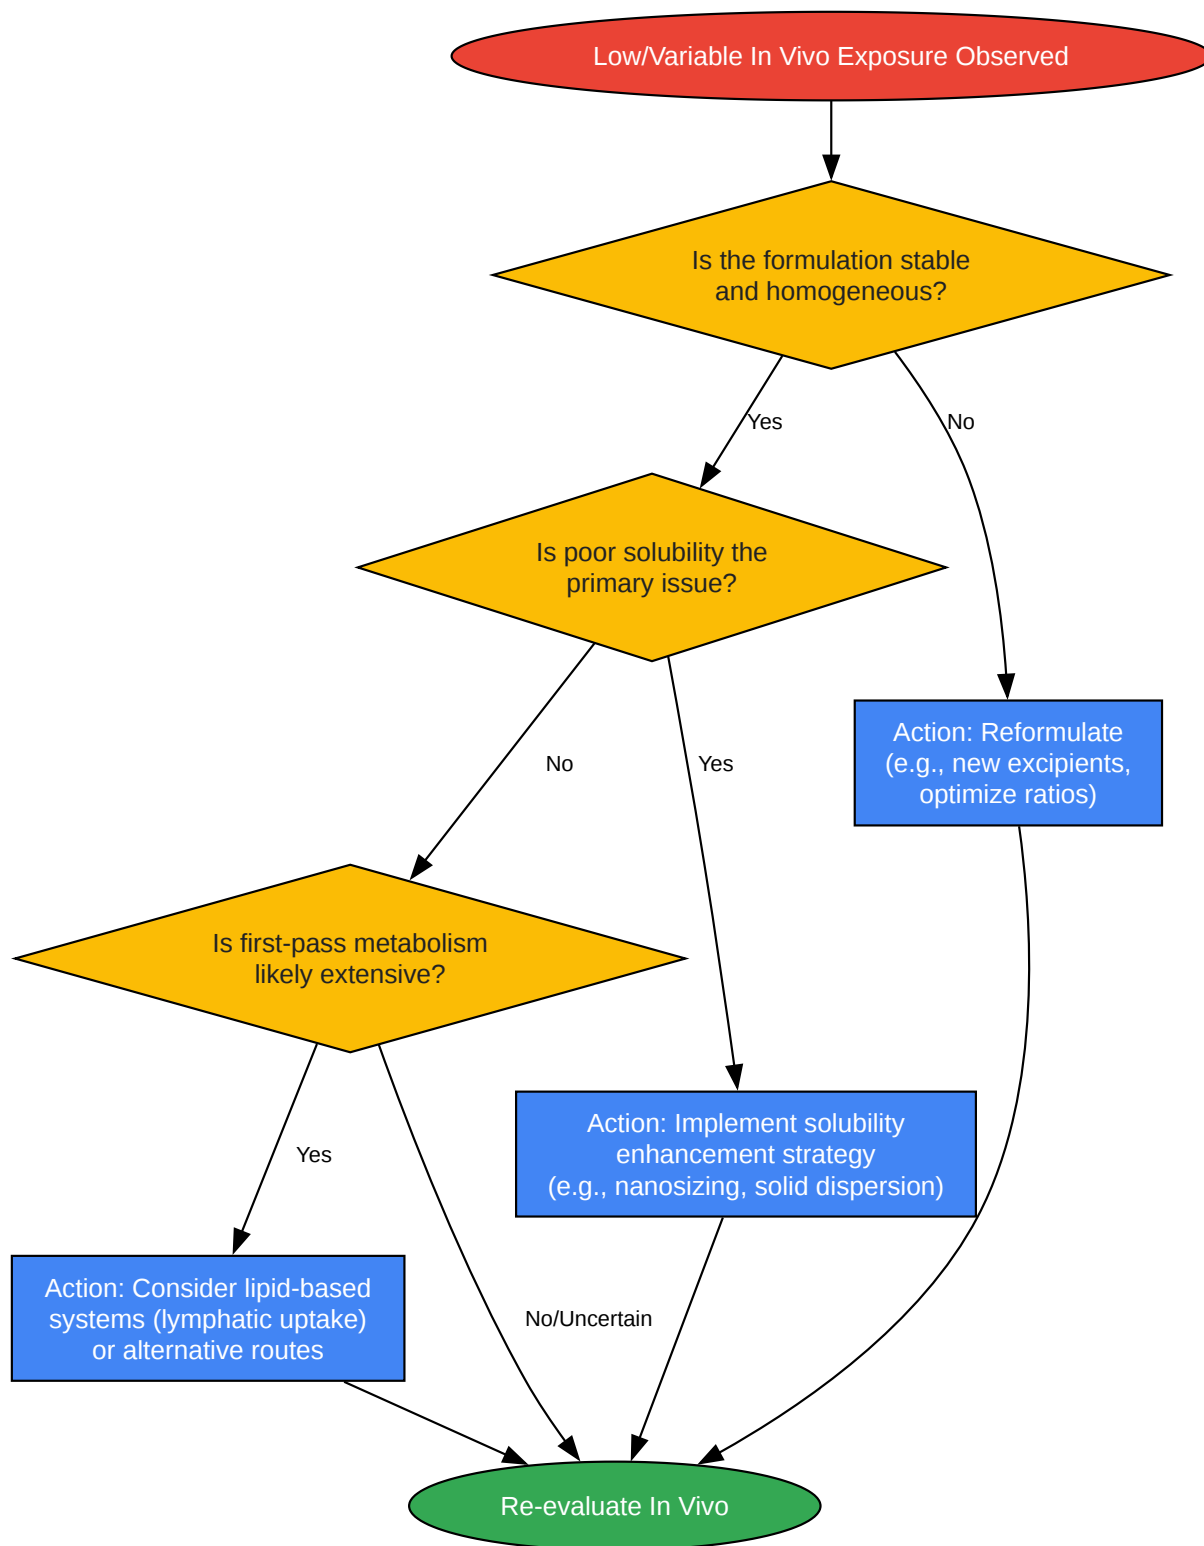 Low/Variable In Vivo Exposure Observed
Is the formulation stable
and homogeneous?
Yes
No
Is poor solubility the
primary issue?
No
Yes
Action: Reformulate
(e.g., new excipients,
optimize ratios)
Is first-pass metabolism
likely extensive?
Yes
No/Uncertain
Action: Implement solubility
enhancement strategy
(e.g., nanosizing, solid dispersion)
Action: Consider lipid-based
systems (lymphatic uptake)
or alternative routes
Re-evaluate In Vivo